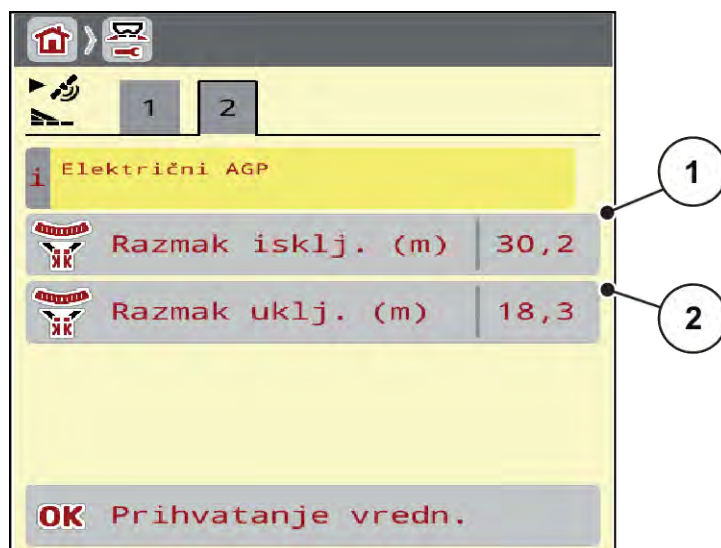 1
2
i Električni AGP
Razmak isklj. (m) 30,2
1
Razmak uklj. (m) 18,3
2
OK Prihvatanje vredn.